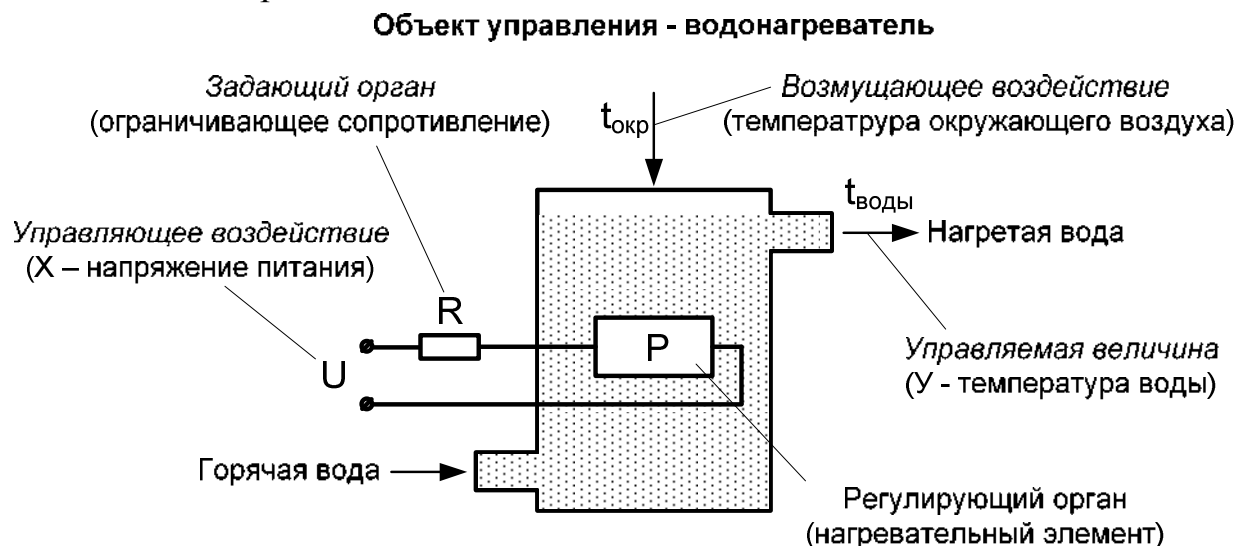 Объект управления - водонагреватель
Задающий орган
(ограничивающее сопротивление)
tокр
Возмущающее воздействие
(температрура окружающего воздуха)
tводы
Нагретая вода
Управляющее воздействие
(X – напряжение питания)
R
U
P
Управляемая величина
(У - температура воды)
Горячая вода
Регулирующий орган
(нагревательный элемент)